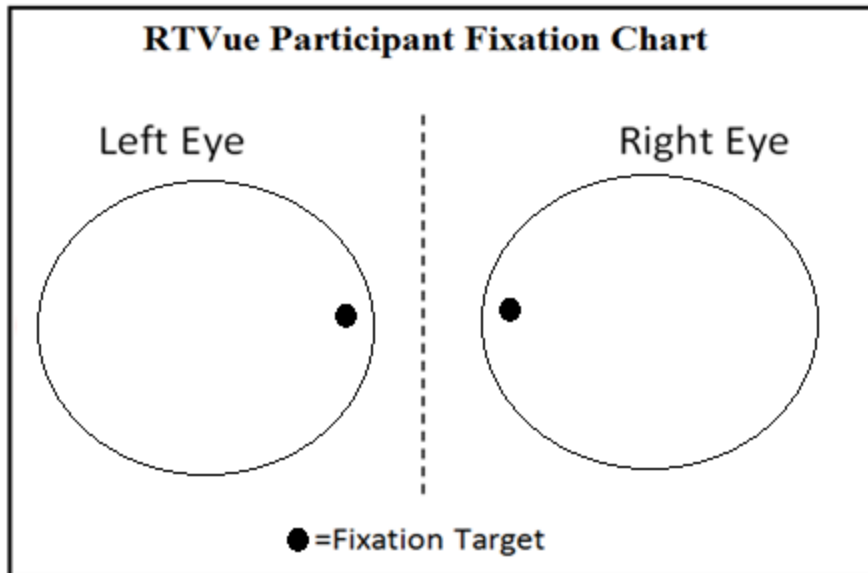 RTVue Participant Fixation Chart
Left Eye
Right Eye
=Fixation Target